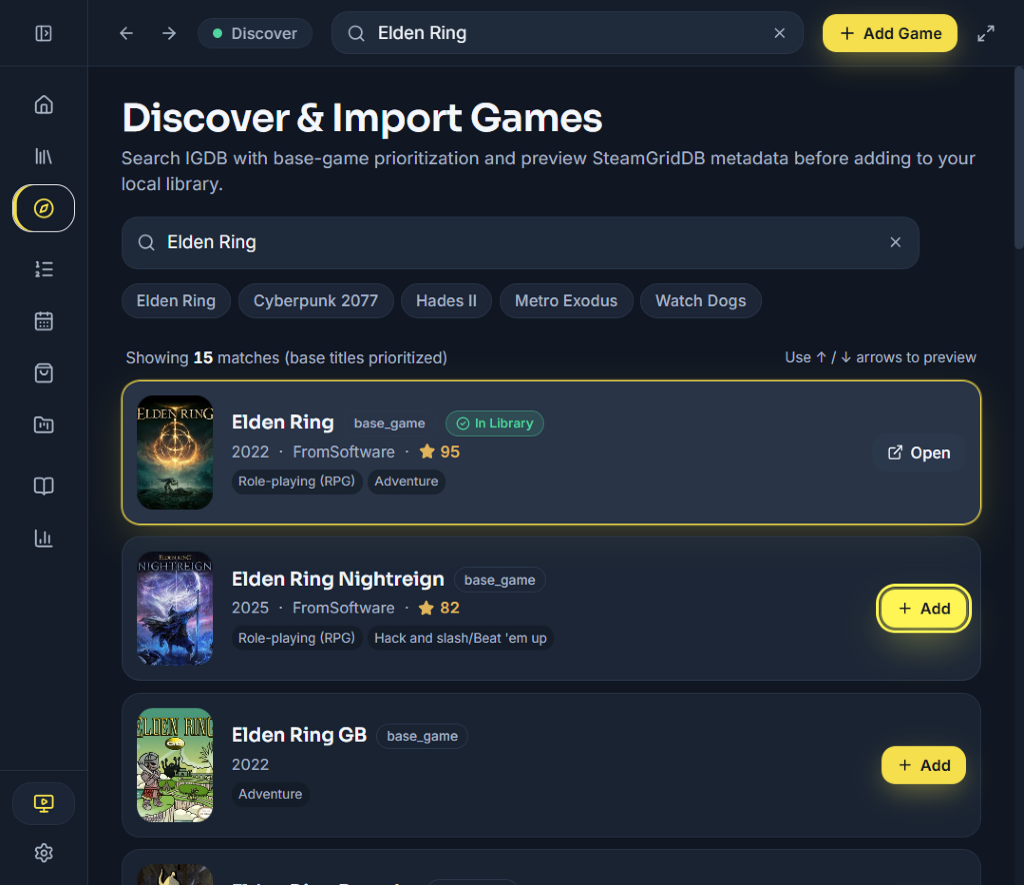 Discover
Elden Ring
+ Add Game
Discover & Import Games
Search IGDB with base-game prioritization and preview SteamGridDB metadata before adding to your
local library.
Elden Ring
Elden Ring
Cyberpunk 2077
Hades II
Metro Exodus
Watch Dogs
Showing 15 matches (base titles prioritized)
Use ↑ / ↓ arrows to preview
ELDEN RING
Elden Ring
base_game
In Library
2022 · FromSoftware · 95
Role-playing (RPG)
Adventure
Open
ELDEN RING
NIGHTREIGN
Elden Ring Nightreign
base_game
2025 · FromSoftware · 82
Role-playing (RPG)
Hack and slash/Beat 'em up
+ Add
ELDEN RING
Elden Ring GB
base_game
2022
Adventure
+ Add